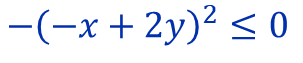 −(−x + 2y)² ≤ 0